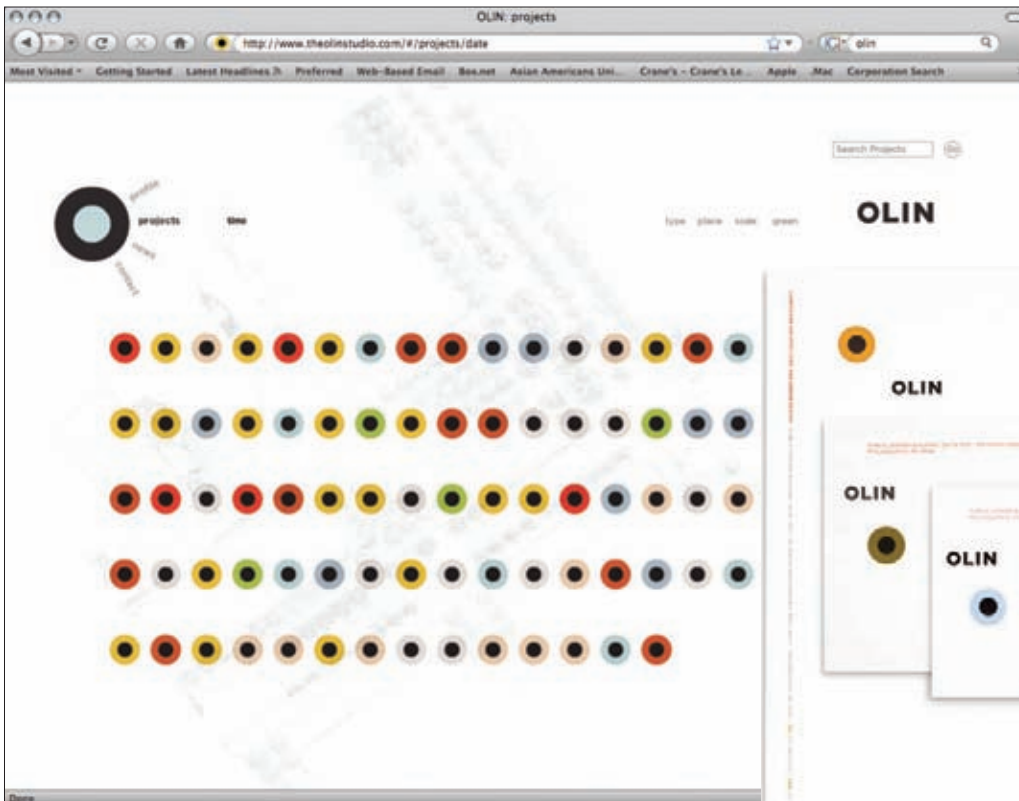 OLIN: projects
http://www.theolinstudio.com/#/projects/date
olin
Most Visited
Getting Started
Latest Headlines
Preferred
Web-Based Email
Box.net
Asian Americans Uni...
Crane's - Crane's Le...
Apple
.Mac
Corporation Search
Search Projects
Go
profile
projects
time
news
contact
type
place
scale
green
OLIN
OLIN
OLIN
OLIN
Done